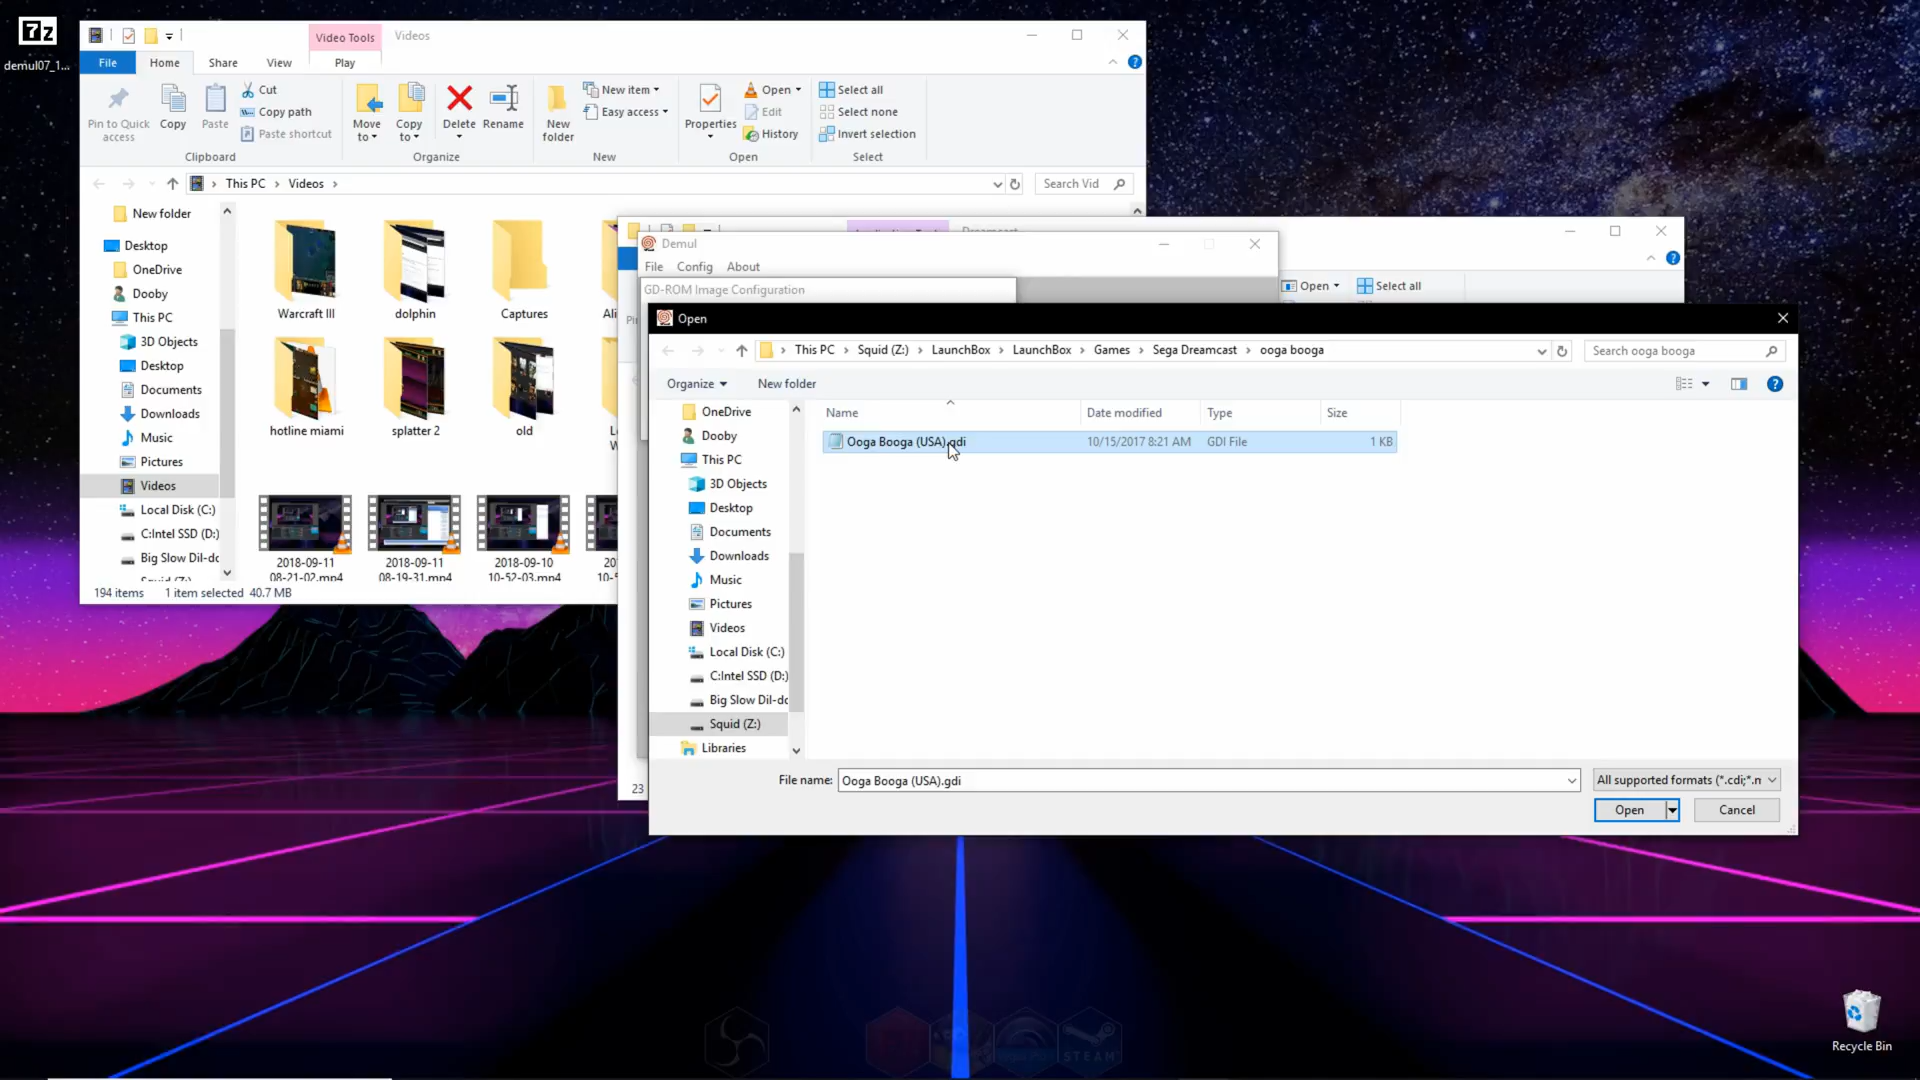 demul07_1...
Video Tools
Videos
File
Home
Share
View
Play
Pin to Quick access
Copy
Paste
Cut
Copy path
Paste shortcut
Clipboard
Move to
Copy to
Delete
Rename
Organize
New folder
New item
Easy access
New
Properties
Open
Edit
History
Open
Select all
Select none
Invert selection
Select
This PC
Videos
Search Vid
New folder
Desktop
OneDrive
Dooby
This PC
3D Objects
Desktop
Documents
Downloads
Music
Pictures
Videos
Local Disk (C:)
C:Intel SSD (D:)
Big Slow Dil-do
Squid (Z:)
Warcraft III
dolphin
Captures
hotline miami
splatter 2
old
2018-09-11
08-21-02.mp4
2018-09-11
08-19-31.mp4
2018-09-10
10-52-03.mp4
194 items
1 item selected 40.7 MB
Open
Select all
23
Demul
File
Config
About
GD-ROM Image Configuration
Open
This PC
Squid (Z:)
LaunchBox
LaunchBox
Games
Sega Dreamcast
ooga booga
Search ooga booga
Organize
New folder
Name
Date modified
Type
Size
Ooga Booga (USA).gdi
10/15/2017 8:21 AM
GDI File
1 KB
OneDrive
Dooby
This PC
3D Objects
Desktop
Documents
Downloads
Music
Pictures
Videos
Local Disk (C:)
C:Intel SSD (D:)
Big Slow Dil-do
Squid (Z:)
Libraries
File name:
Ooga Booga (USA).gdi
All supported formats (*.cdi;*.n
Open
Cancel
STEAM
Recycle Bin